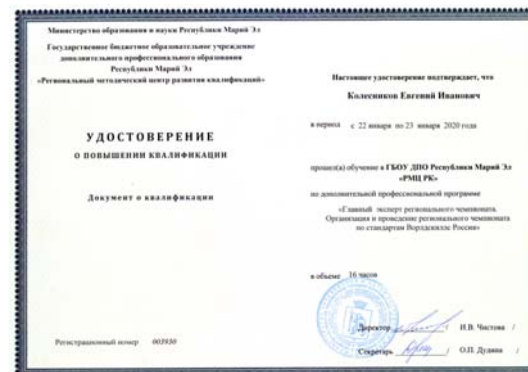 Министерство образования и науки Республики Марий Эл
Государственное бюджетное образовательное учреждение
дополнительного профессионального образования
Республики Марий Эл
«Региональный методический центр развития квалификаций»
УДОСТОВЕРЕНИЕ
О ПОВЫШЕНИИ КВАЛИФИКАЦИИ
Документ о квалификации
Регистрационный номер 003930
Настоящее удостоверение подтверждает, что
Колесников Евгений Иванович
в период с 22 января по 23 января 2020 года
прошел(а) обучение в ГБОУ ДПО Республики Марий Эл
«РМЦ РК»
по дополнительной профессиональной программе
«Главный эксперт регионального чемпионата.
Организация и проведение регионального чемпионата
по стандартам Ворлдскиллс Россия»
в объеме 16 часов
Директор / И.В. Чистова /
Секретарь / О.П. Дудина /